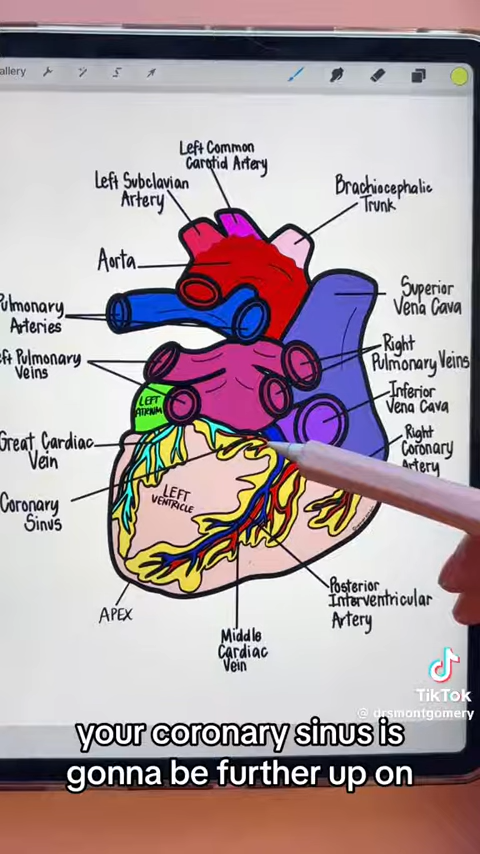 allery
Left Common
Carotid Artery
Left Subclavian
Artery
Brachiocephalic
Trunk
Aorta
Superior
Vena Cava
Pulmonary
Arteries
Right
Pulmonary Veins
eft Pulmonary
Veins
Inferior
Vena Cava
LEFT
ATRIUM
Great Cardiac
Vein
Right
Coronary
Artery
Coronary
Sinus
LEFT
VENTRICLE
APEX
Posterior
Interventricular
Artery
Middle
Cardiac
Vein
TikTok
@drsmontgomery
your coronary sinus is
gonna be further up on